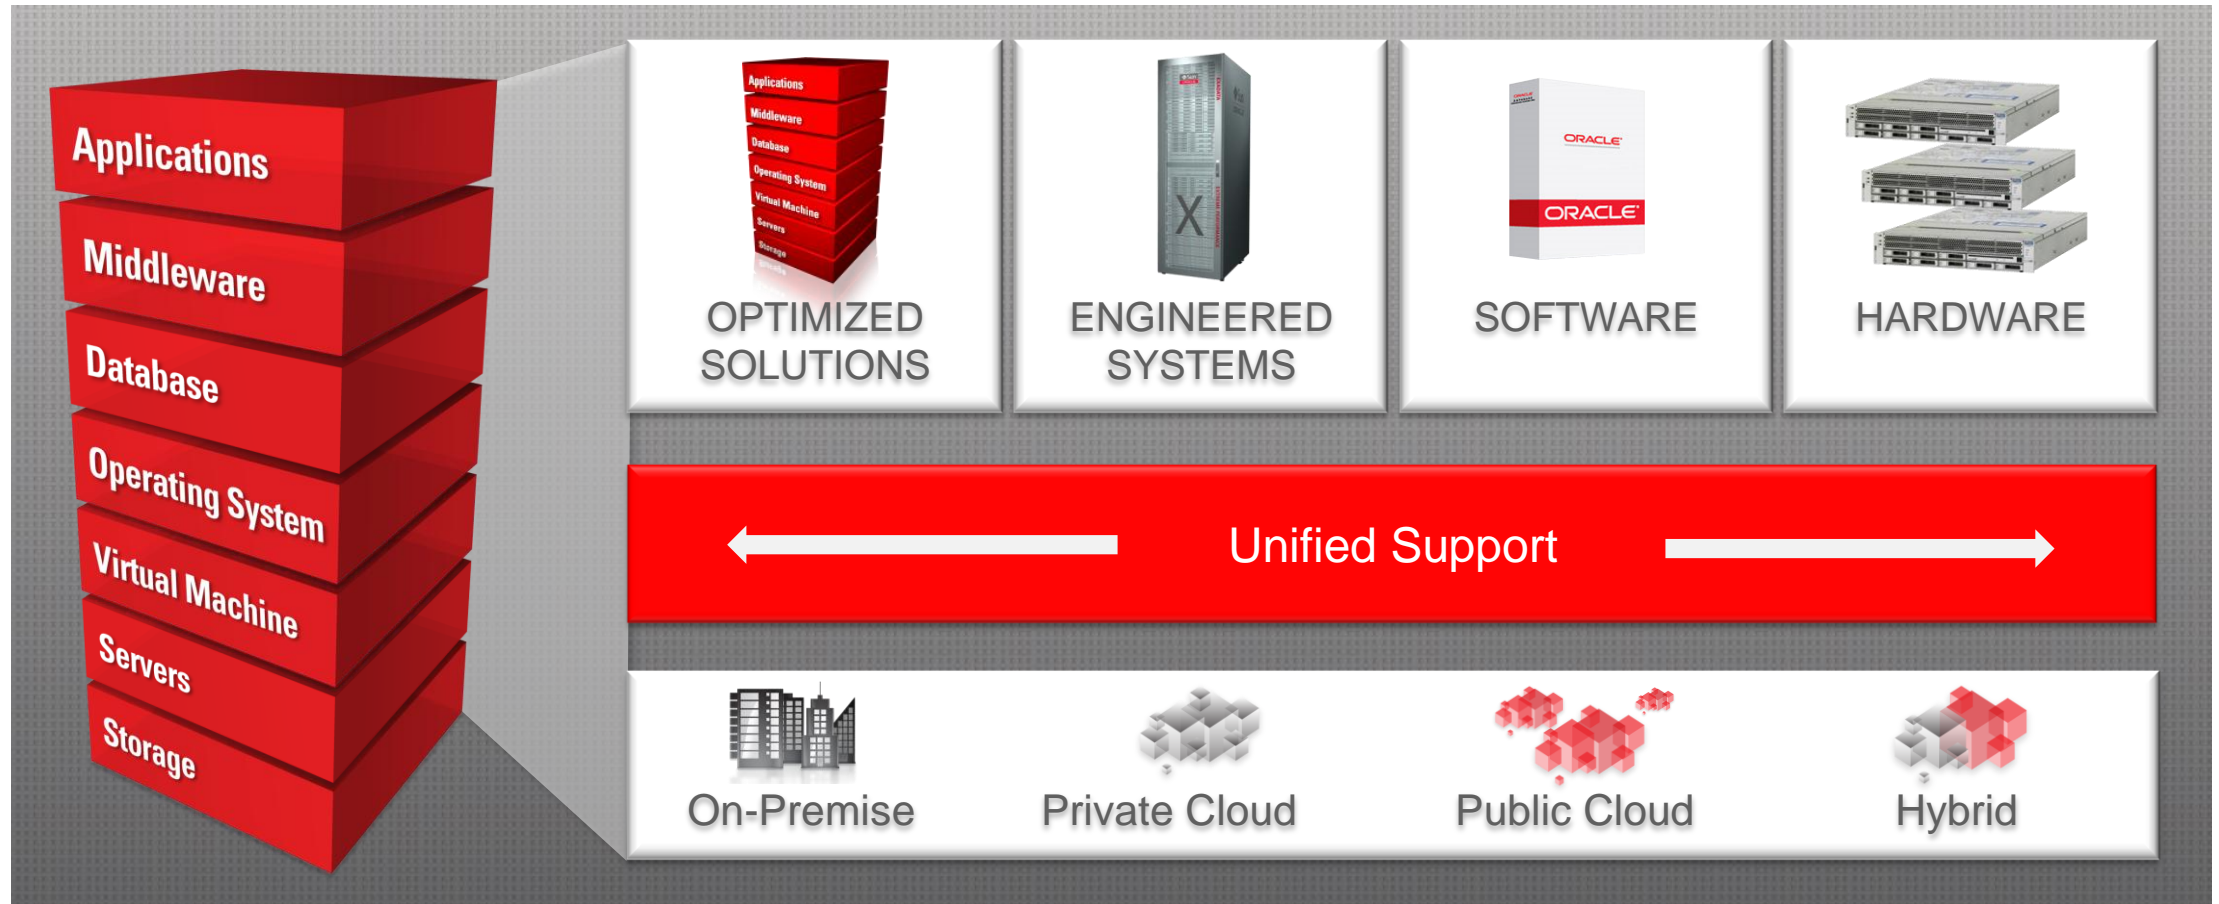 Applications
Middleware
Database
Operating System
Virtual Machine
Servers
Storage
Applications
Middleware
Database
Operating System
Virtual Machine
Servers
Storage
OPTIMIZED
SOLUTIONS
X
ENGINEERED
SYSTEMS
ORACLE
ORACLE
ORACLE
SOFTWARE
HARDWARE
Unified Support
On-Premise
Private Cloud
Public Cloud
Hybrid